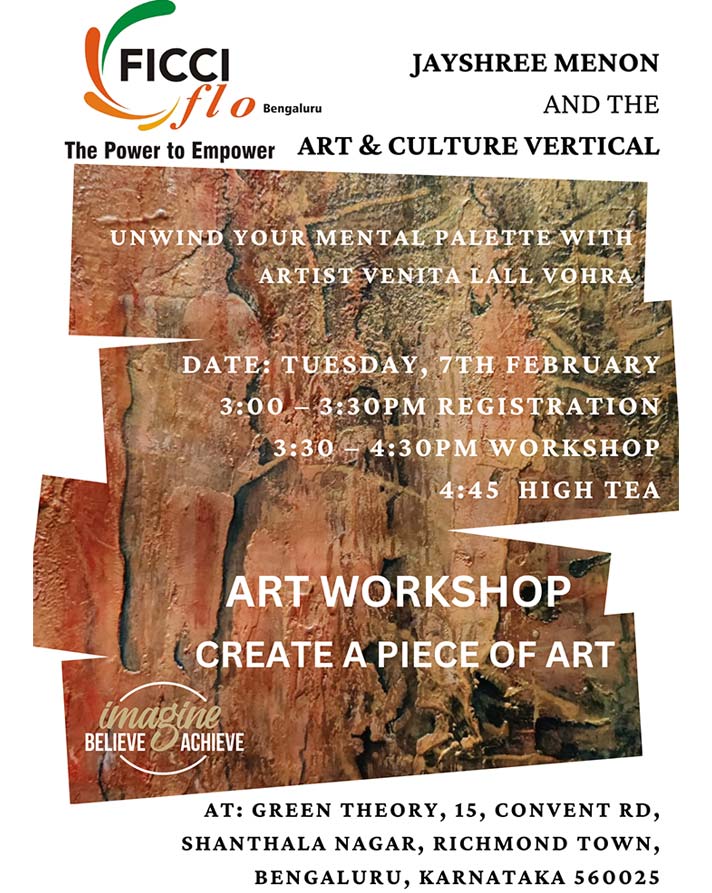 FICCI
flo Bengaluru
The Power to Empower
JAYSHREE MENON
AND THE
ART & CULTURE VERTICAL
UNWIND YOUR MENTAL PALETTE WITH
ARTIST VENITA LALL VOHRA
DATE: TUESDAY, 7TH FEBRUARY
3:00 – 3:30PM REGISTRATION
3:30 – 4:30PM WORKSHOP
4:45 HIGH TEA
ART WORKSHOP
CREATE A PIECE OF ART
imagine
BELIEVE & ACHIEVE
AT: GREEN THEORY, 15, CONVENT RD,
SHANTHALA NAGAR, RICHMOND TOWN,
BENGALURU, KARNATAKA 560025